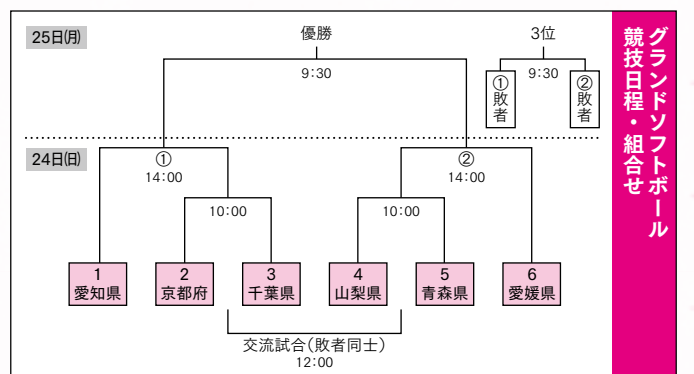 グランドソフトボール
競技日程・組合せ
25日(月)
優勝
9:30
3位
9:30
①敗者
②敗者
24日(日)
①
14:00
②
14:00
10:00
10:00
1
愛知県
2
京都府
3
千葉県
4
山梨県
5
青森県
6
愛媛県
交流試合(敗者同士)
12:00